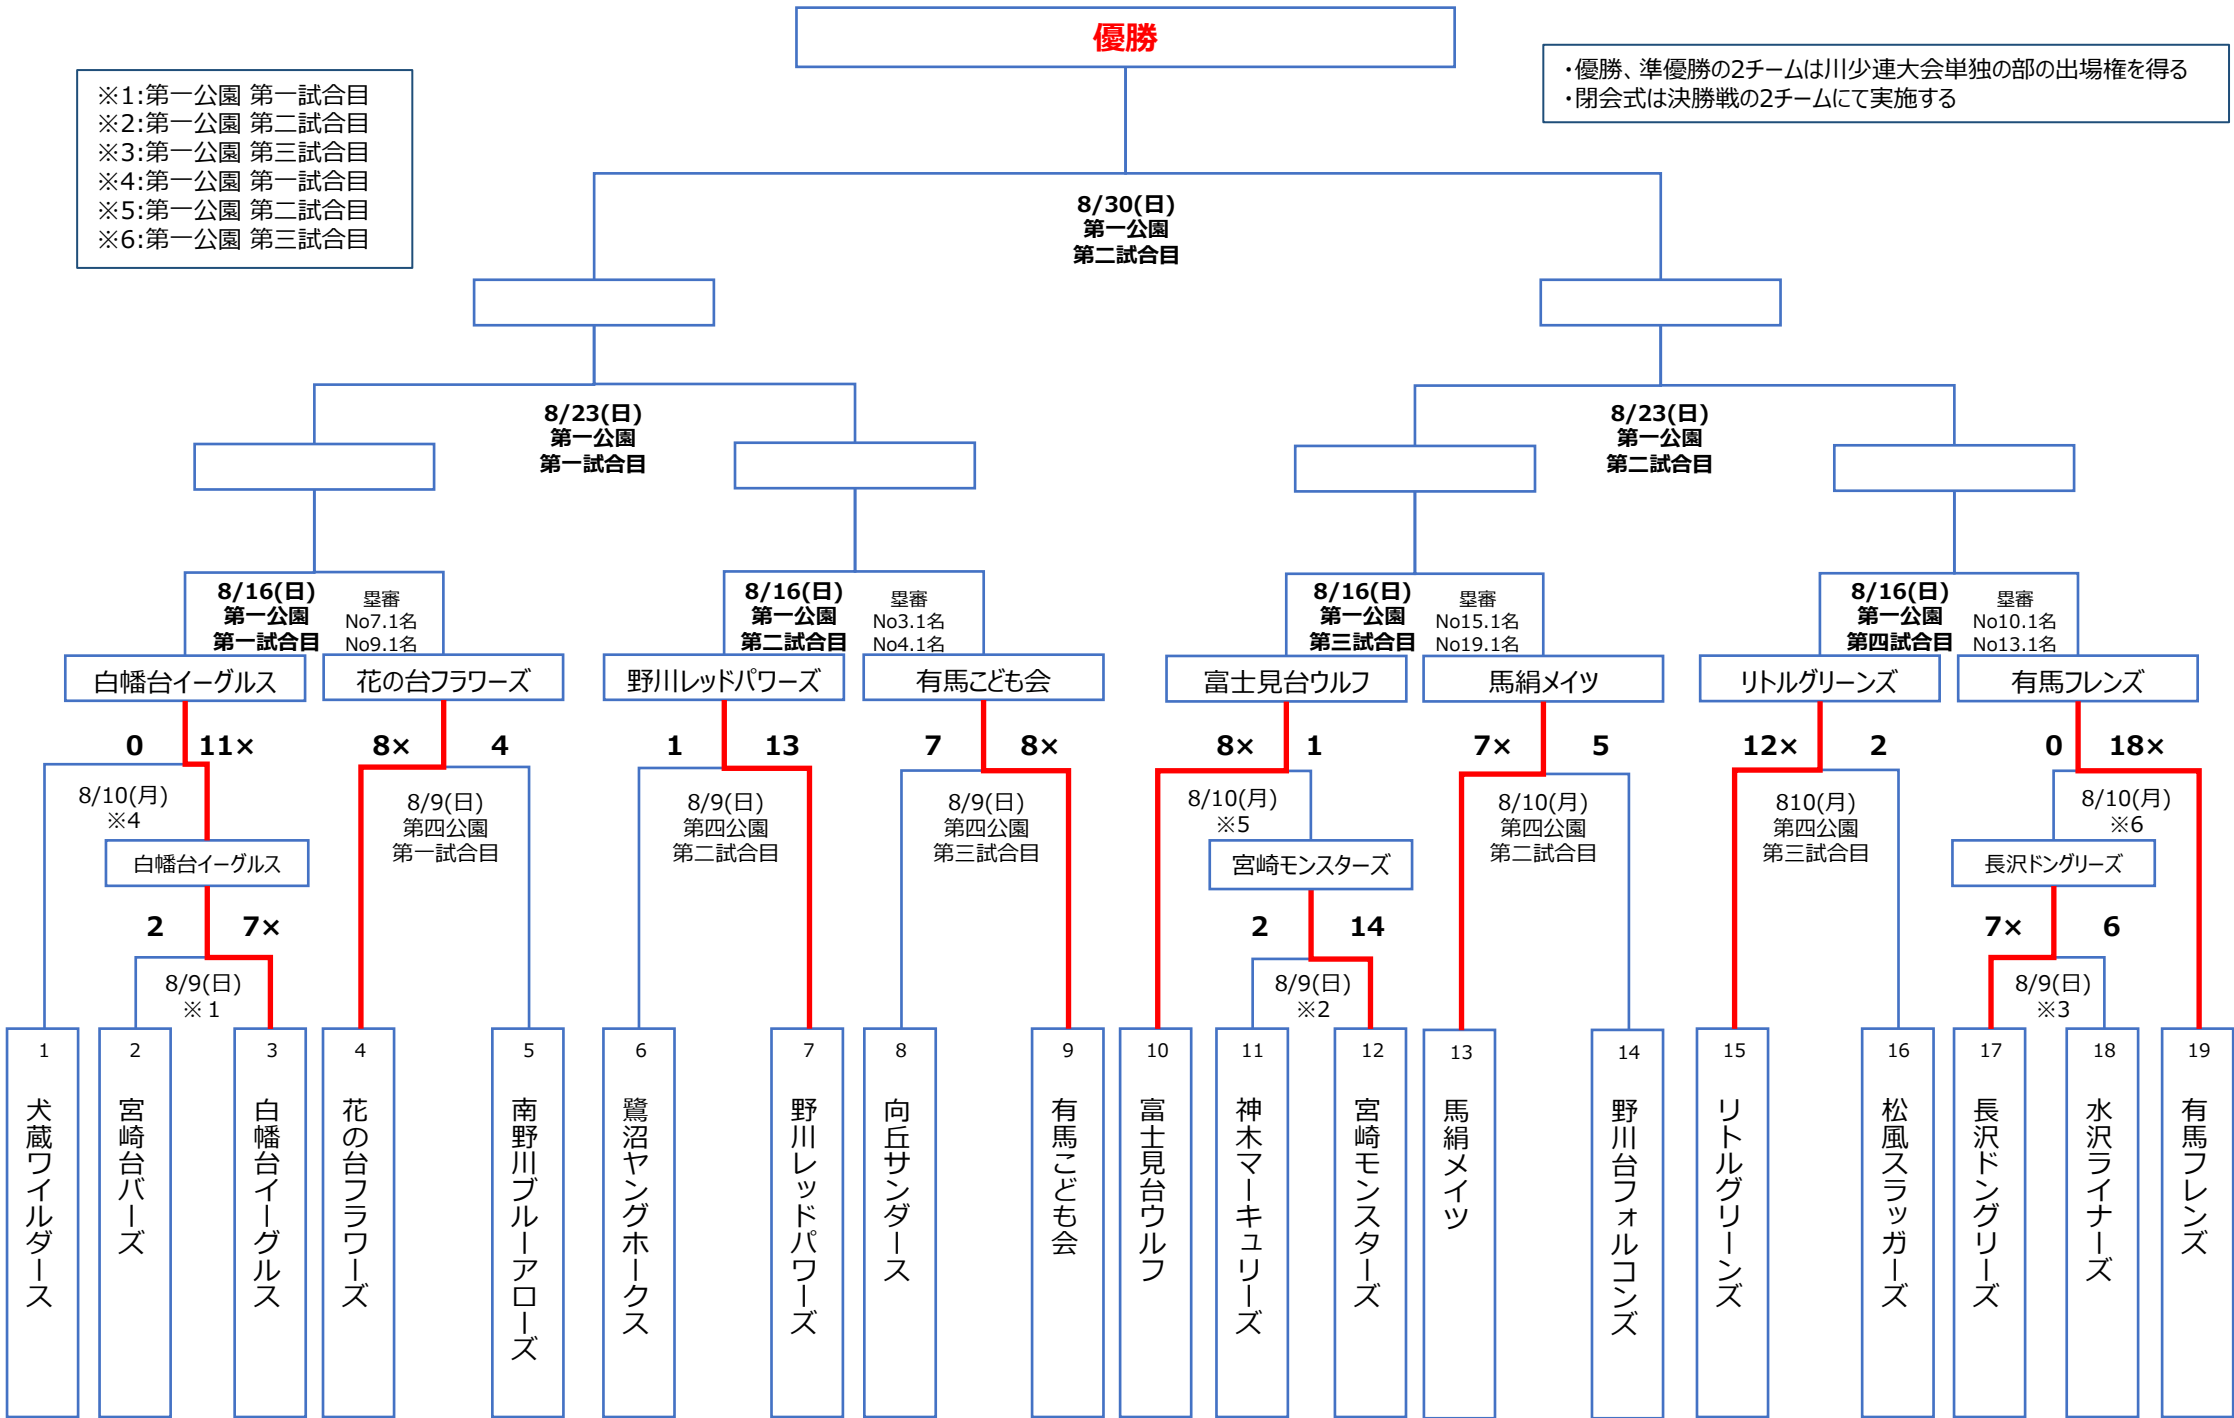 優勝
・優勝、準優勝の2チームは川少連大会単独の部の出場権を得る
・閉会式は決勝戦の2チームにて実施する
※1:第一公園 第一試合目
※2:第一公園 第二試合目
※3:第一公園 第三試合目
※4:第一公園 第一試合目
※5:第一公園 第二試合目
※6:第一公園 第三試合目
8/30(日)
第一公園
第二試合目
8/23(日)
第一公園
第一試合目
8/23(日)
第一公園
第二試合目
8/16(日)
第一公園
第一試合目
塁審
No7.1名
No9.1名
8/16(日)
第一公園
第二試合目
塁審
No3.1名
No4.1名
8/16(日)
第一公園
第三試合目
塁審
No15.1名
No19.1名
8/16(日)
第一公園
第四試合目
塁審
No10.1名
No13.1名
白幡台イーグルス
花の台フラワーズ
野川レッドパワーズ
有馬こども会
富士見台ウルフ
馬絹メイツ
リトルグリーンズ
有馬フレンズ
0 11×
8× 4
1 13
7 8×
8× 1
7× 5
12× 2
0 18×
8/10(月)
※4
8/9(日)
第四公園
第一試合目
8/9(日)
第四公園
第二試合目
8/9(日)
第四公園
第三試合目
8/10(月)
※5
8/10(月)
第四公園
第二試合目
810(月)
第四公園
第三試合目
8/10(月)
※6
白幡台イーグルス
宮崎モンスターズ
長沢ドングリーズ
2 7×
2 14
7× 6
8/9(日)
※1
8/9(日)
※2
8/9(日)
※3
1
犬蔵ワイルダース
2
宮崎台バーズ
3
白幡台イーグルス
4
花の台フラワーズ
5
南野川ブルーアローズ
6
鷺沼ヤングホークス
7
野川レッドパワーズ
8
向丘サンダース
9
有馬こども会
10
富士見台ウルフ
11
神木マーキュリーズ
12
宮崎モンスターズ
13
馬絹メイツ
14
野川台フォルコンズ
15
リトルグリーンズ
16
松風スラッガーズ
17
長沢ドングリーズ
18
水沢ライナーズ
19
有馬フレンズ